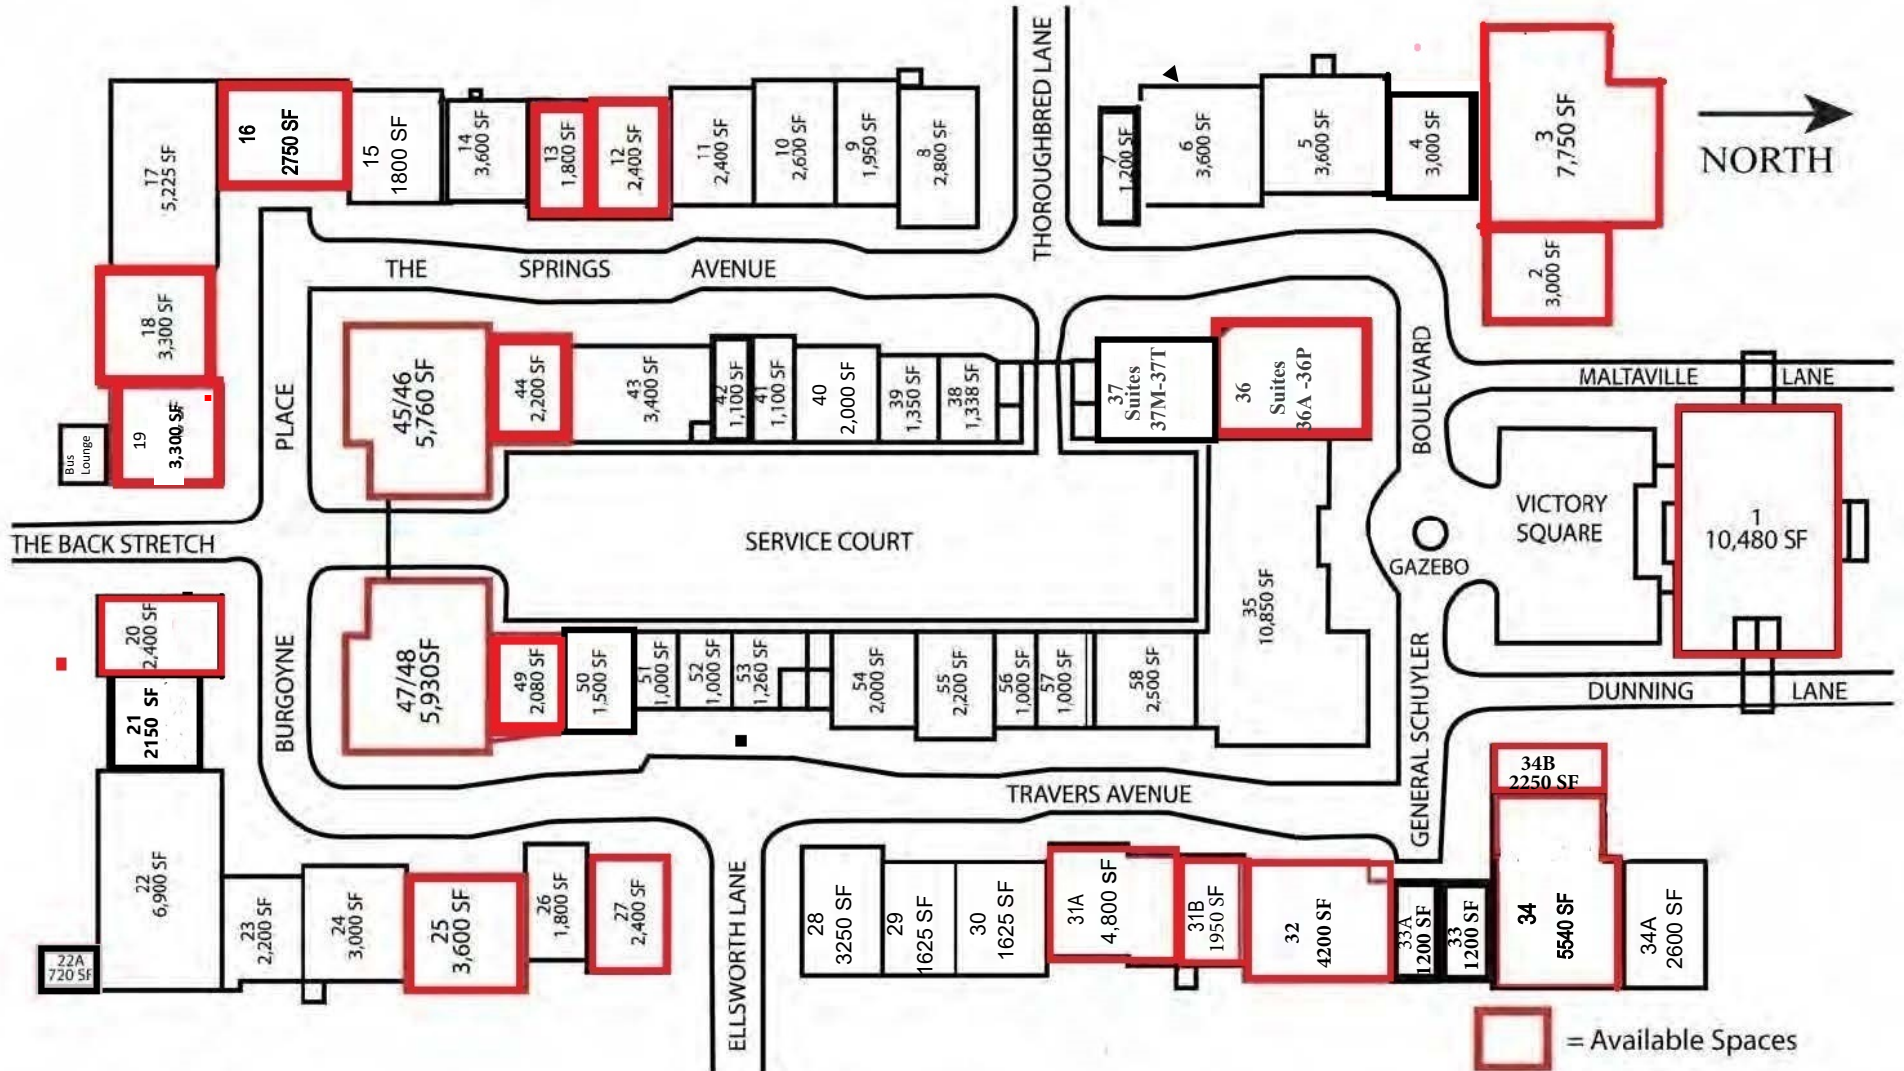 17
5,225 SF
16
2750 SF
15
1800 SF
14
3,600 SF
13
1,800 SF
12
2,400 SF
11
2,400 SF
10
2,600 SF
9
1,950 SF
8
2,800 SF
THOROUGHBRED LANE
7
1,200 SF
6
3,600 SF
5
3,600 SF
4
3,000 SF
3
7,750 SF
2
3,000 SF
NORTH
THE SPRINGS AVENUE
18
3,300 SF
19
3,300 SF
Bus
Lounge
PLACE
45/46
5,760 SF
44
2,200 SF
43
3,400 SF
42
1,100 SF
41
1,100 SF
40
2,000 SF
39
1,350 SF
38
1,338 SF
37
Suites
37M-37T
36
Suites
36A -36P
BOULEVARD
MALTAVILLE LANE
VICTORY
SQUARE
1
10,480 SF
THE BACK STRETCH
SERVICE COURT
GAZEBO
35
10,850 SF
20
2,400 SF
21
2150 SF
BURGOYNE
47/48
5,930SF
49
2,080 SF
50
1,500 SF
51
1,000 SF
52
1,000 SF
53
1,260 SF
54
2,000 SF
55
2,200 SF
56
1,000 SF
57
1,000 SF
58
2,500 SF
GENERAL SCHUYLER
DUNNING LANE
TRAVERS AVENUE
34B
2250 SF
22
6,900 SF
22A
720 SF
23
2,200 SF
24
3,000 SF
25
3,600 SF
26
1,800 SF
27
2,400 SF
ELLSWORTH LANE
28
3250 SF
29
1625 SF
30
1625 SF
31A
4,800 SF
31B
1950 SF
32
4200 SF
33A
1200 SF
33
1200 SF
34
5540 SF
34A
2600 SF
= Available Spaces